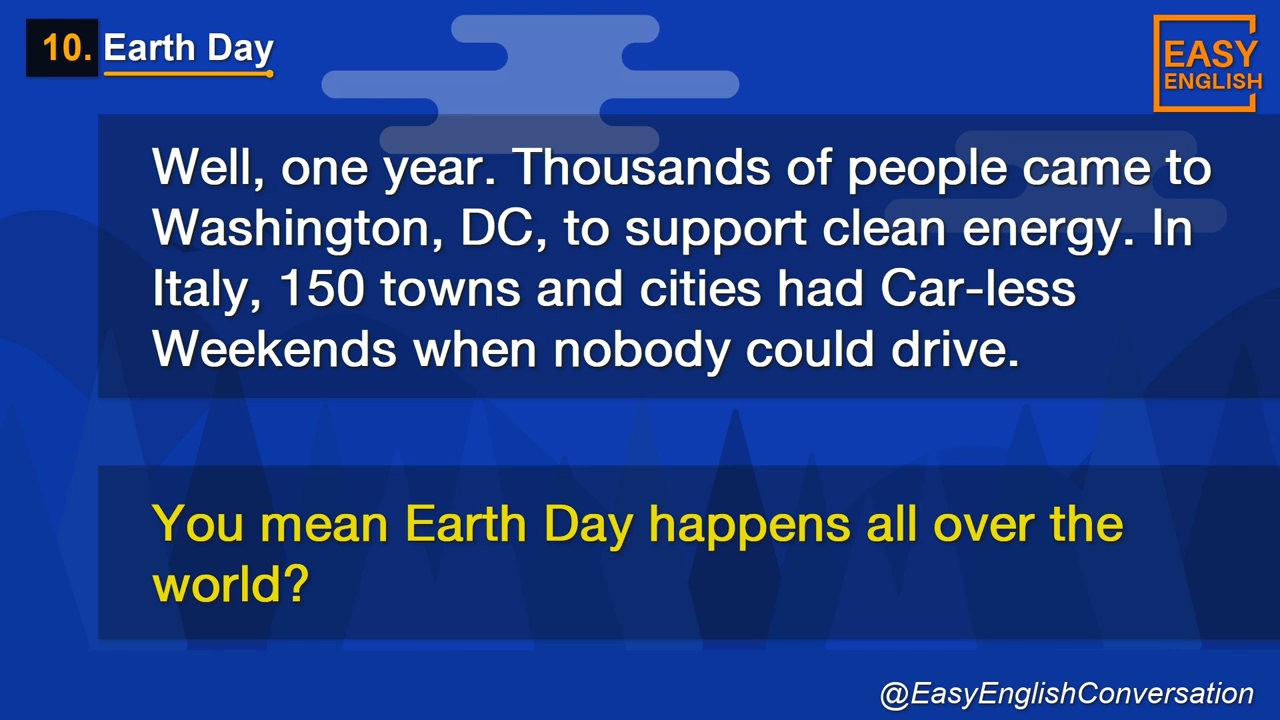 10. Earth Day
EASY
ENGLISH
Well, one year. Thousands of people came to
Washington, DC, to support clean energy. In
Italy, 150 towns and cities had Car-less
Weekends when nobody could drive.
You mean Earth Day happens all over the
world?
@EasyEnglishConversation